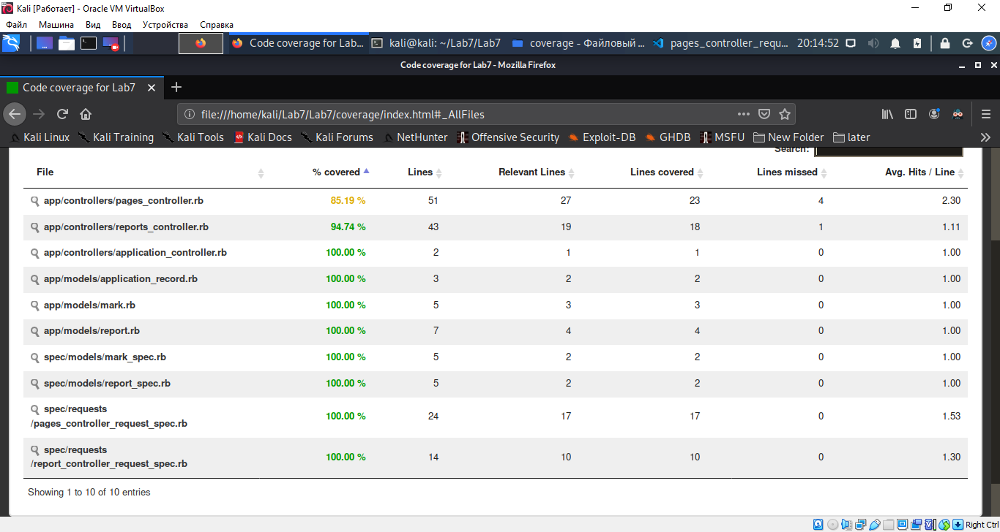 Kali [Работает] - Oracle VM VirtualBox
Файл Машина Вид Ввод Устройства Справка
Code coverage for Lab... kali@kali: ~/Lab7/Lab7 coverage - Файловый ... pages_controller_requ... 20:14:52
Code coverage for Lab7 - Mozilla Firefox
Code coverage for Lab7
file:///home/kali/Lab7/Lab7/coverage/index.html#_AllFiles
Kali Linux Kali Training Kali Tools Kali Docs Kali Forums NetHunter Offensive Security Exploit-DB GHDB MSFU New Folder later
Search:
File % covered Lines Relevant Lines Lines covered Lines missed Avg. Hits / Line
app/controllers/pages_controller.rb 85.19 % 51 27 23 4 2.30
app/controllers/reports_controller.rb 94.74 % 43 19 18 1 1.11
app/controllers/application_controller.rb 100.00 % 2 1 1 0 1.00
app/models/application_record.rb 100.00 % 3 2 2 0 1.00
app/models/mark.rb 100.00 % 5 3 3 0 1.00
app/models/report.rb 100.00 % 7 4 4 0 1.00
spec/models/mark_spec.rb 100.00 % 5 2 2 0 1.00
spec/models/report_spec.rb 100.00 % 5 2 2 0 1.00
spec/requests
/pages_controller_request_spec.rb 100.00 % 24 17 17 0 1.53
spec/requests
/report_controller_request_spec.rb 100.00 % 14 10 10 0 1.30
Showing 1 to 10 of 10 entries
Right Ctrl